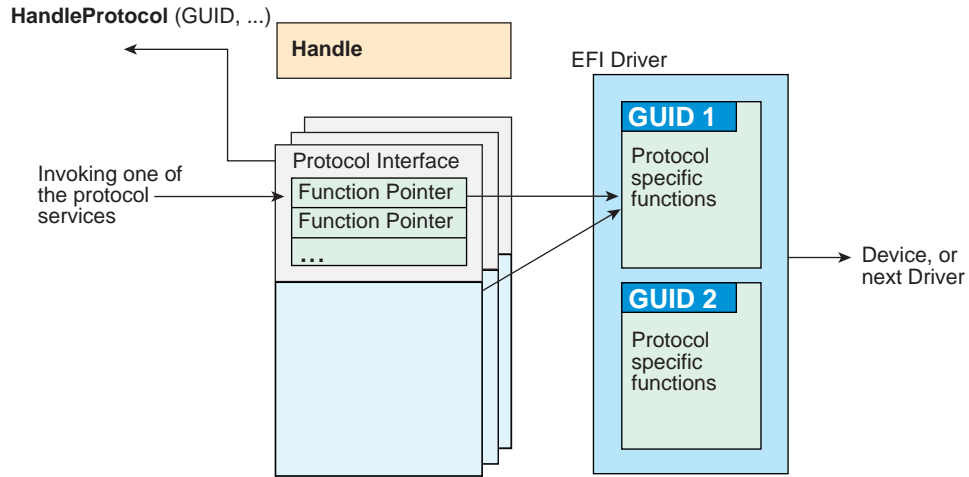 HandleProtocol (GUID, ...)
Handle
EFI Driver
GUID 1
Protocol
specific
functions
Protocol Interface
Invoking one of
the protocol
services
Function Pointer
Function Pointer
...
Device, or
next Driver
GUID 2
Protocol
specific
functions